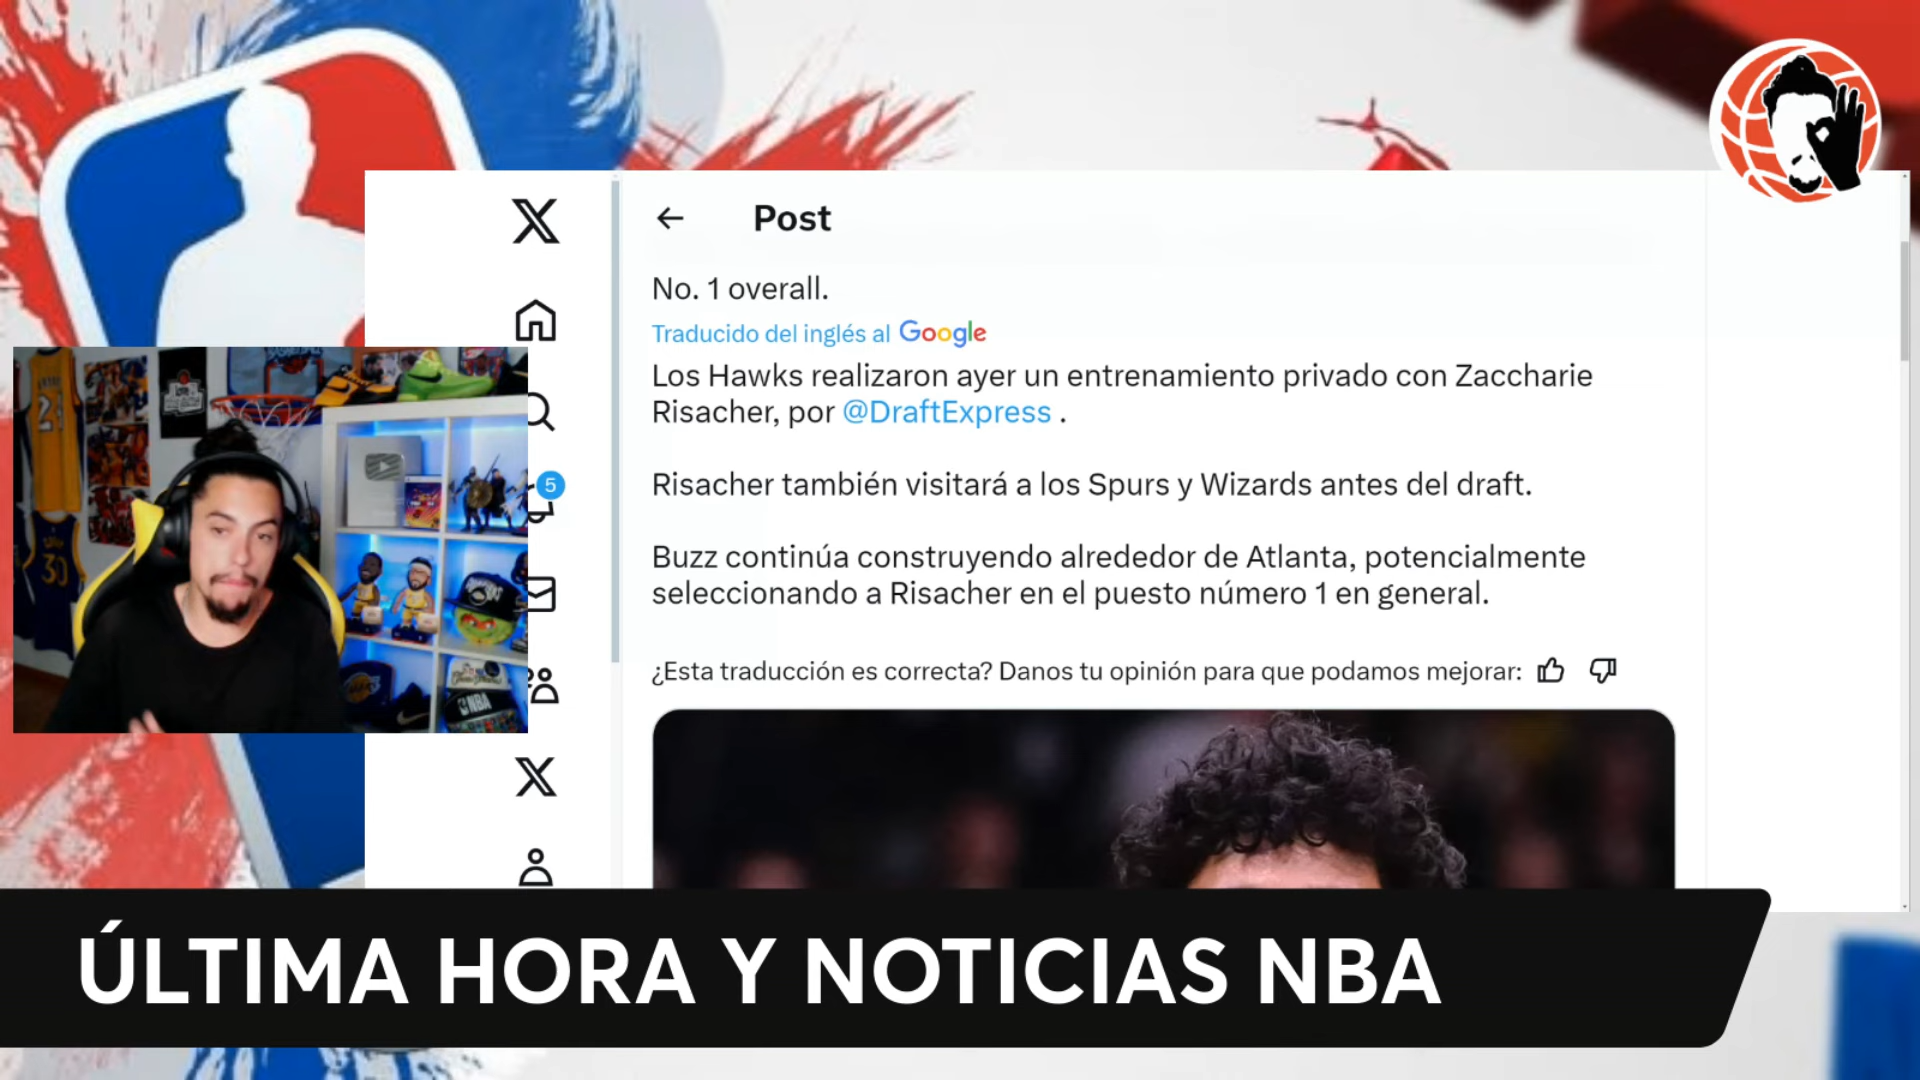 Post
No. 1 overall.
Traducido del inglés al Google
Los Hawks realizaron ayer un entrenamiento privado con Zaccharie
Risacher, por @DraftExpress .
Risacher también visitará a los Spurs y Wizards antes del draft.
Buzz continúa construyendo alrededor de Atlanta, potencialmente
seleccionando a Risacher en el puesto número 1 en general.
¿Esta traducción es correcta? Danos tu opinión para que podamos mejorar:
5
24
30
NBA
ÚLTIMA HORA Y NOTICIAS NBA